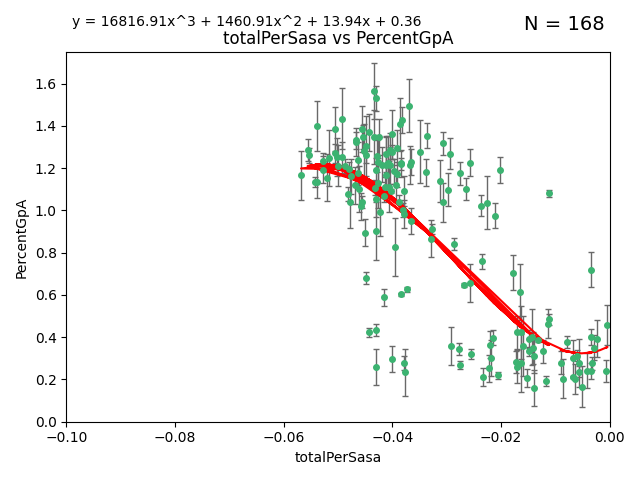 y = 16816.91x^3 + 1460.91x^2 + 13.94x + 0.36
N = 168
totalPerSasa vs PercentGpA
PercentGpA
1.6
1.4
1.2
1.0
0.8
0.6
0.4
0.2
0.0
−0.10 −0.08 −0.06 −0.04 −0.02 0.00
totalPerSasa